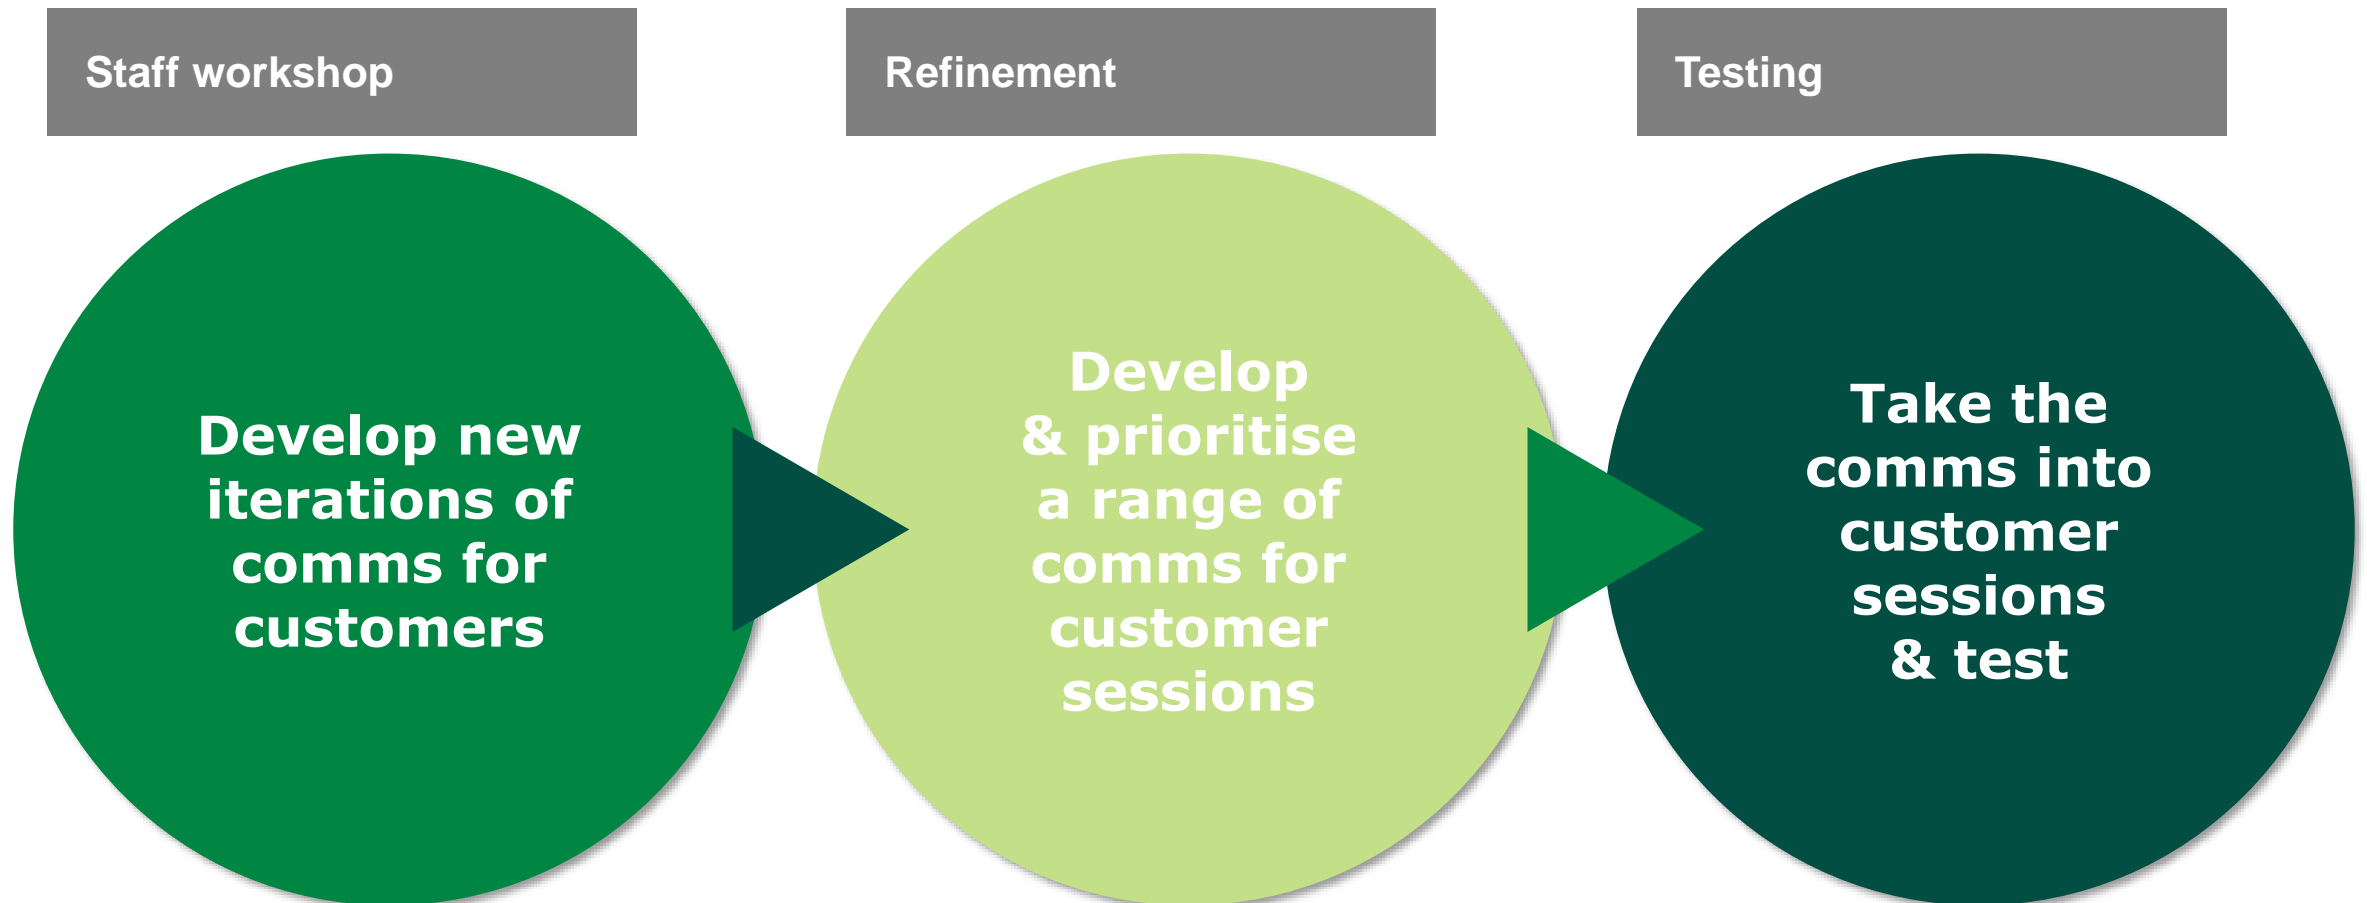 Staff workshop
Refinement
Testing
Develop new
iterations of
comms for
customers
Develop
& prioritise
a range of
comms for
customer
sessions
Take the
comms into
customer
sessions
& test